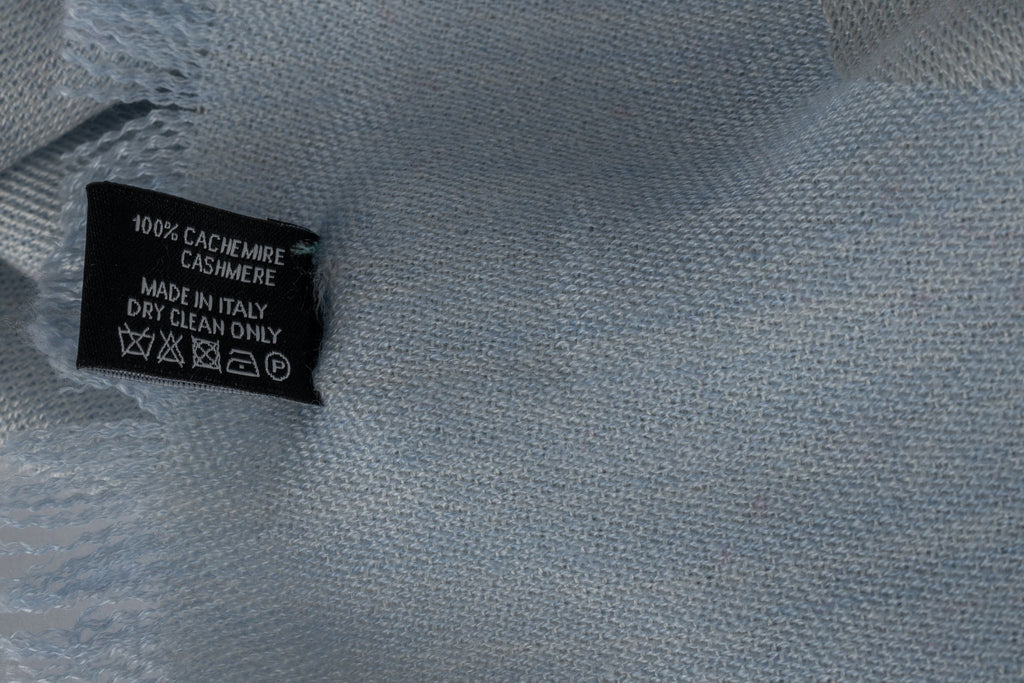 100% CACHEMIRE
CASHMERE
MADE IN ITALY
DRY CLEAN ONLY
P